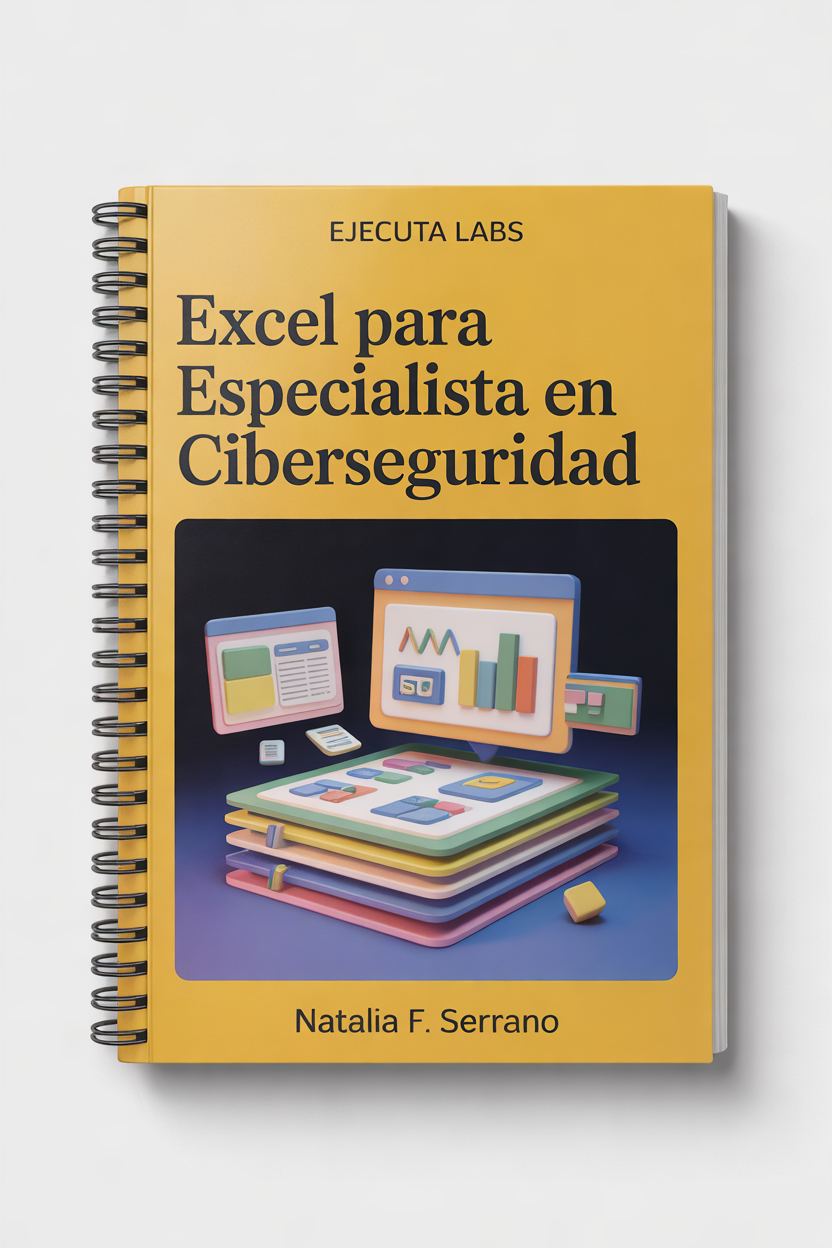 EJECUTA LABS
Excel para
Especialista en
Ciberseguridad
Natalia F. Serrano